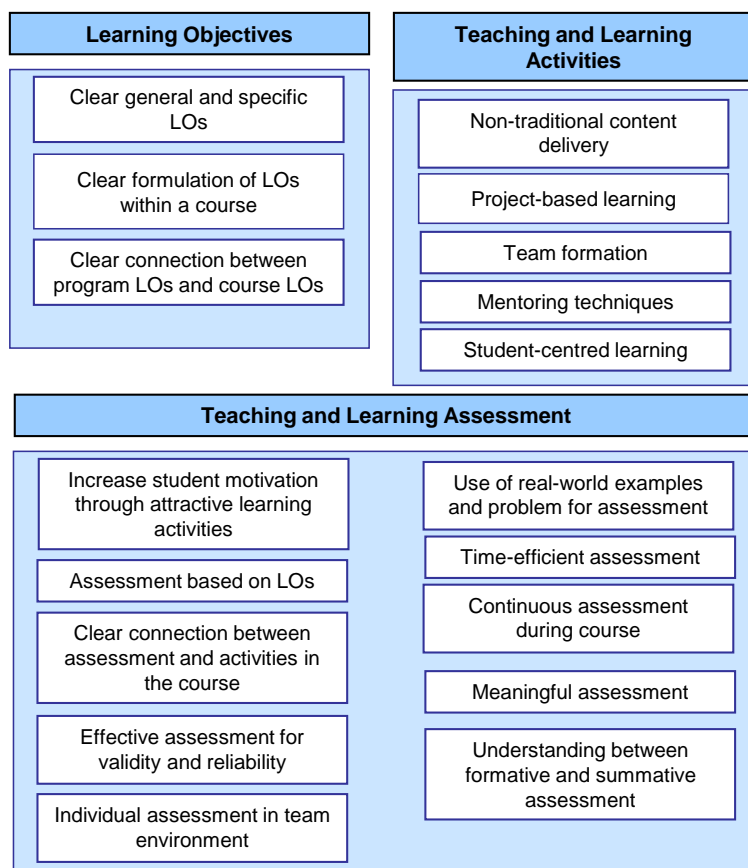 Learning Objectives
Clear general and specific
LOs
Clear formulation of LOs
within a course
Clear connection between
program LOs and course LOs
Teaching and Learning
Activities
Non-traditional content
delivery
Project-based learning
Team formation
Mentoring techniques
Student-centred learning
Teaching and Learning Assessment
Increase student motivation
through attractive learning
activities
Assessment based on LOs
Clear connection between
assessment and activities in
the course
Effective assessment for
validity and reliability
Individual assessment in team
environment
Use of real-world examples
and problem for assessment
Time-efficient assessment
Continuous assessment
during course
Meaningful assessment
Understanding between
formative and summative
assessment